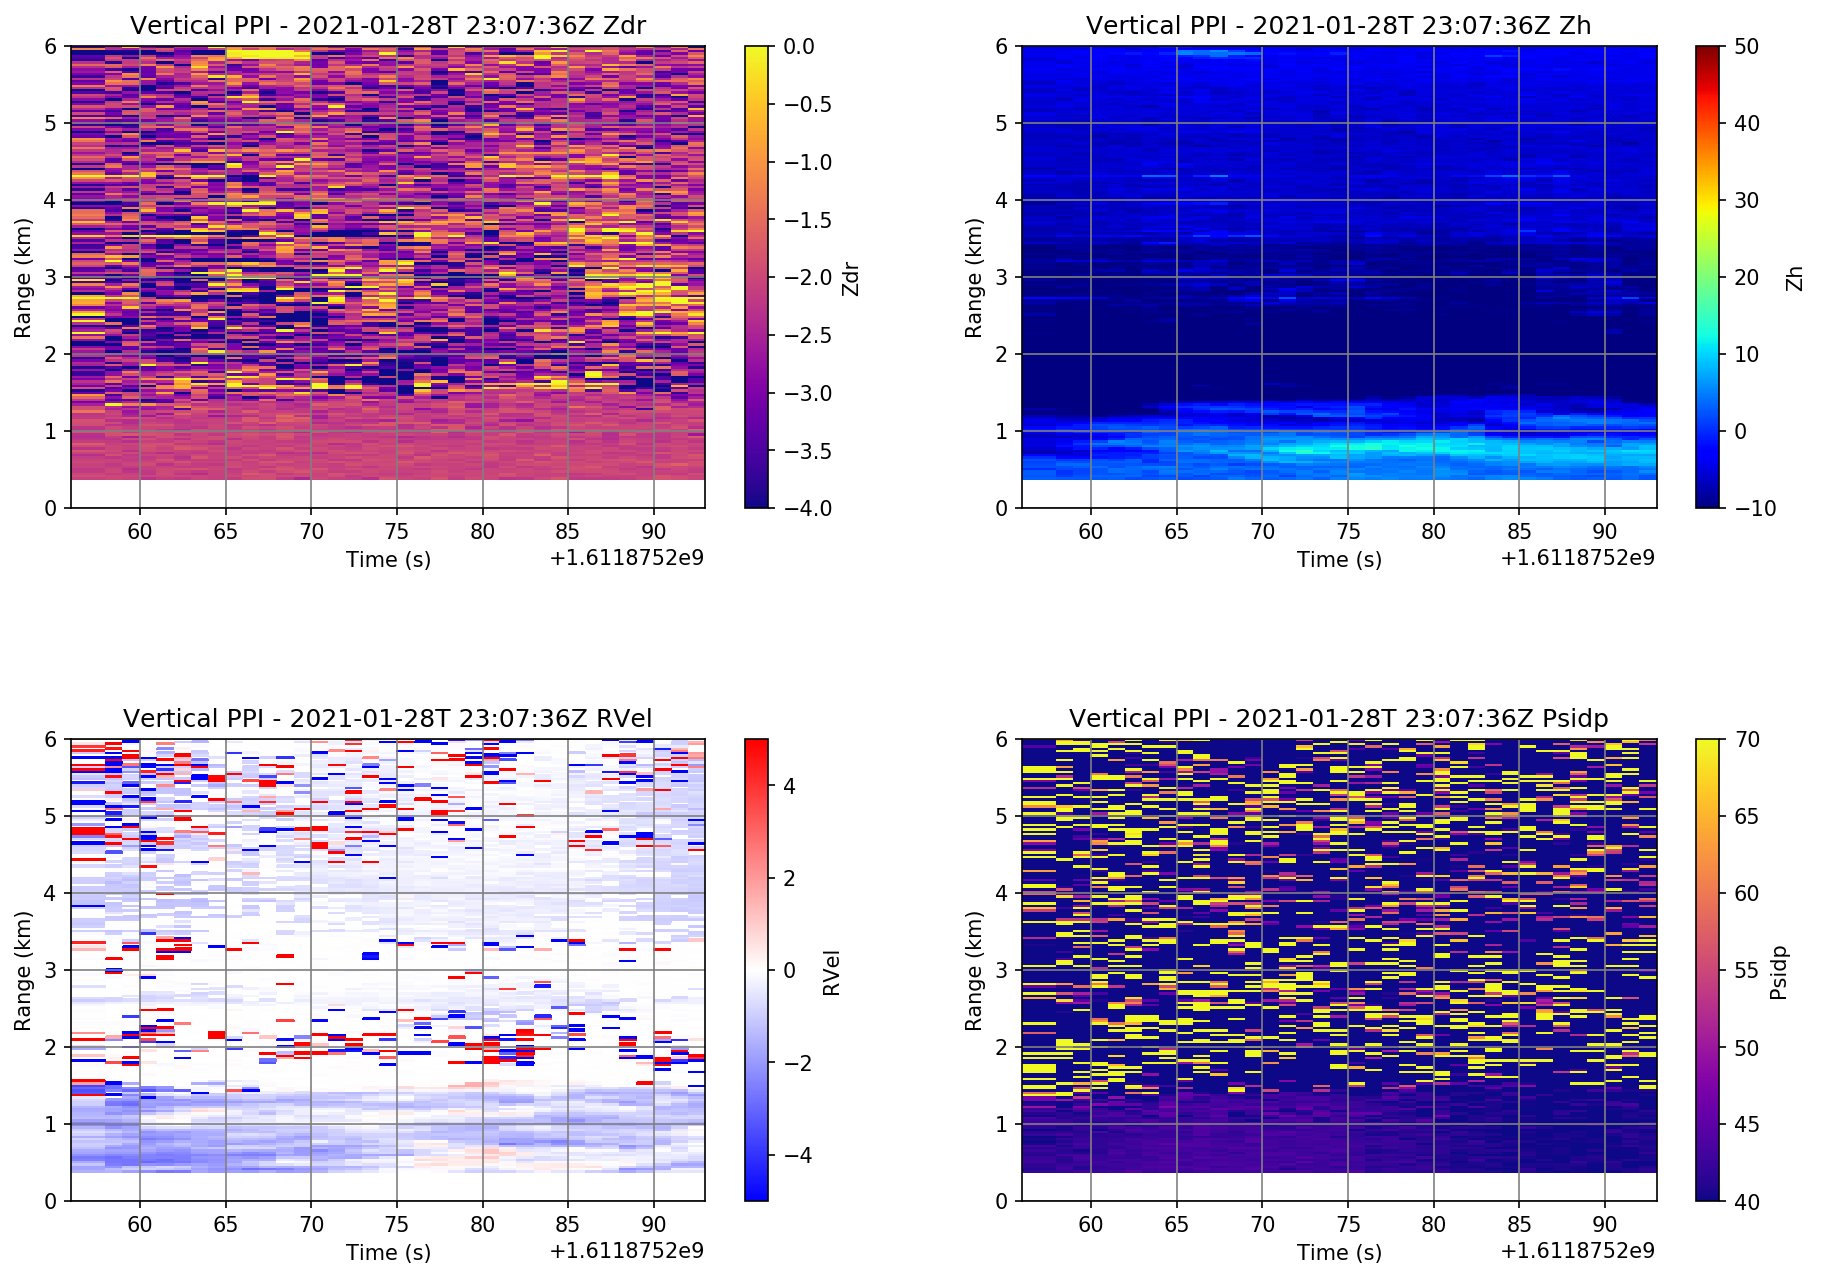 Vertical PPI - 2021-01-28T 23:07:36Z Zdr
6
5
4
3
2
1
0
Range (km)
60 65 70 75 80 85 90
Time (s)
+1.6118752e9
0.0
−0.5
−1.0
−1.5
−2.0
−2.5
−3.0
−3.5
−4.0
Zdr
Vertical PPI - 2021-01-28T 23:07:36Z Zh
6
5
4
3
2
1
0
Range (km)
60 65 70 75 80 85 90
Time (s)
+1.6118752e9
50
40
30
20
10
0
−10
Zh
Vertical PPI - 2021-01-28T 23:07:36Z RVel
6
5
4
3
2
1
0
Range (km)
60 65 70 75 80 85 90
Time (s)
+1.6118752e9
4
2
0
−2
−4
RVel
Vertical PPI - 2021-01-28T 23:07:36Z Psidp
6
5
4
3
2
1
0
Range (km)
60 65 70 75 80 85 90
Time (s)
+1.6118752e9
70
65
60
55
50
45
40
Psidp